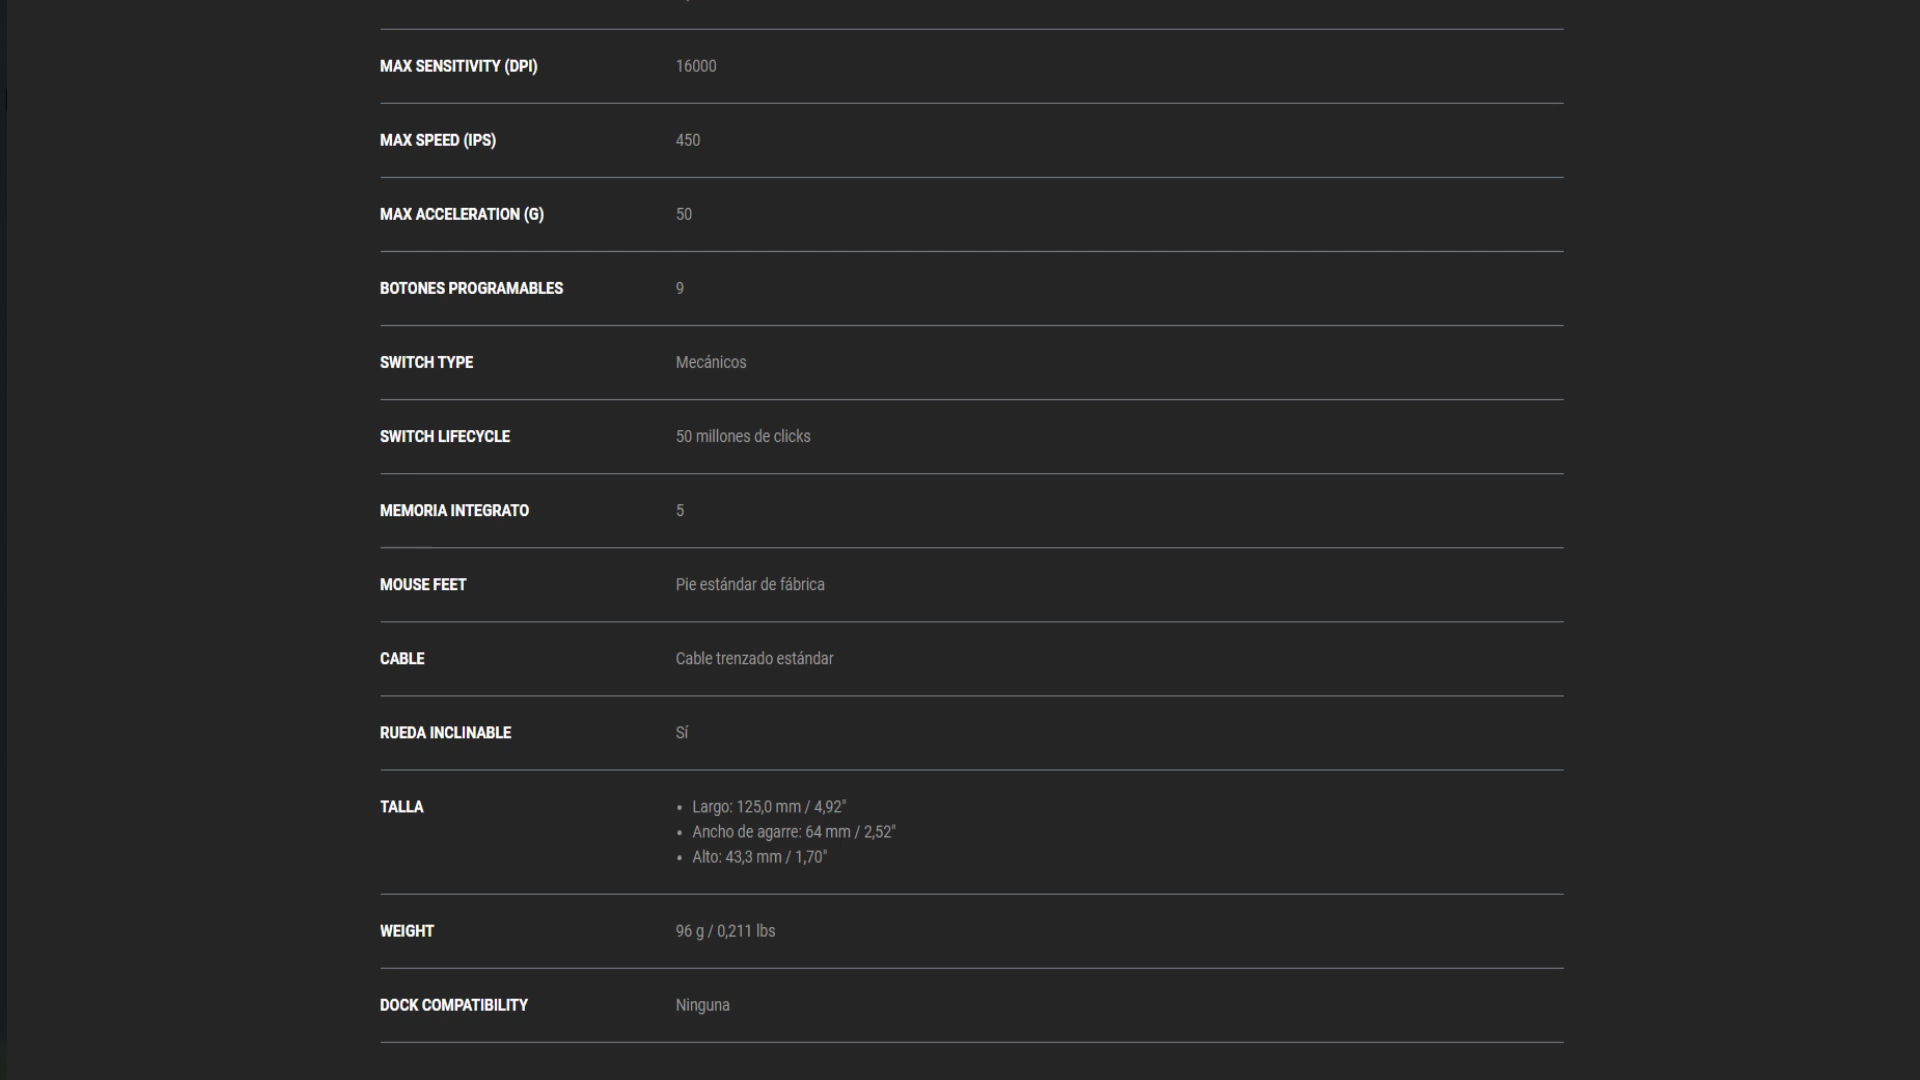 MAX SENSITIVITY (DPI) 16000
MAX SPEED (IPS) 450
MAX ACCELERATION (G) 50
BOTONES PROGRAMABLES 9
SWITCH TYPE Mecánicos
SWITCH LIFECYCLE 50 millones de clicks
MEMORIA INTEGRATO 5
MOUSE FEET Pie estándar de fábrica
CABLE Cable trenzado estándar
RUEDA INCLINABLE Sí
TALLA • Largo: 125,0 mm / 4,92"
• Ancho de agarre: 64 mm / 2,52"
• Alto: 43,3 mm / 1,70"
WEIGHT 96 g / 0,211 lbs
DOCK COMPATIBILITY Ninguna